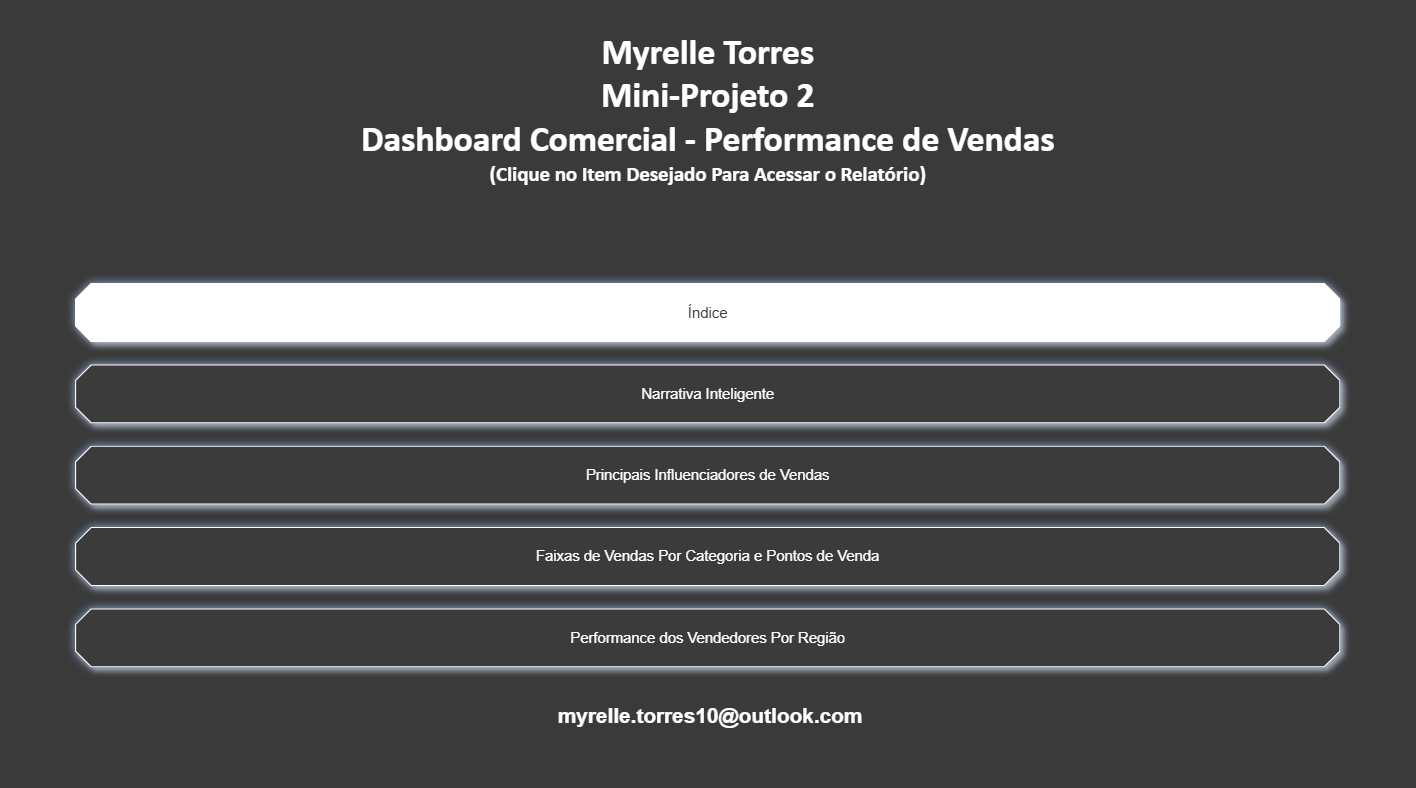 Myrelle Torres
Mini-Projeto 2
Dashboard Comercial - Performance de Vendas
(Clique no Item Desejado Para Acessar o Relatório)
Índice
Narrativa Inteligente
Principais Influenciadores de Vendas
Faixas de Vendas Por Categoria e Pontos de Venda
Performance dos Vendedores Por Região
myrelle.torres10@outlook.com